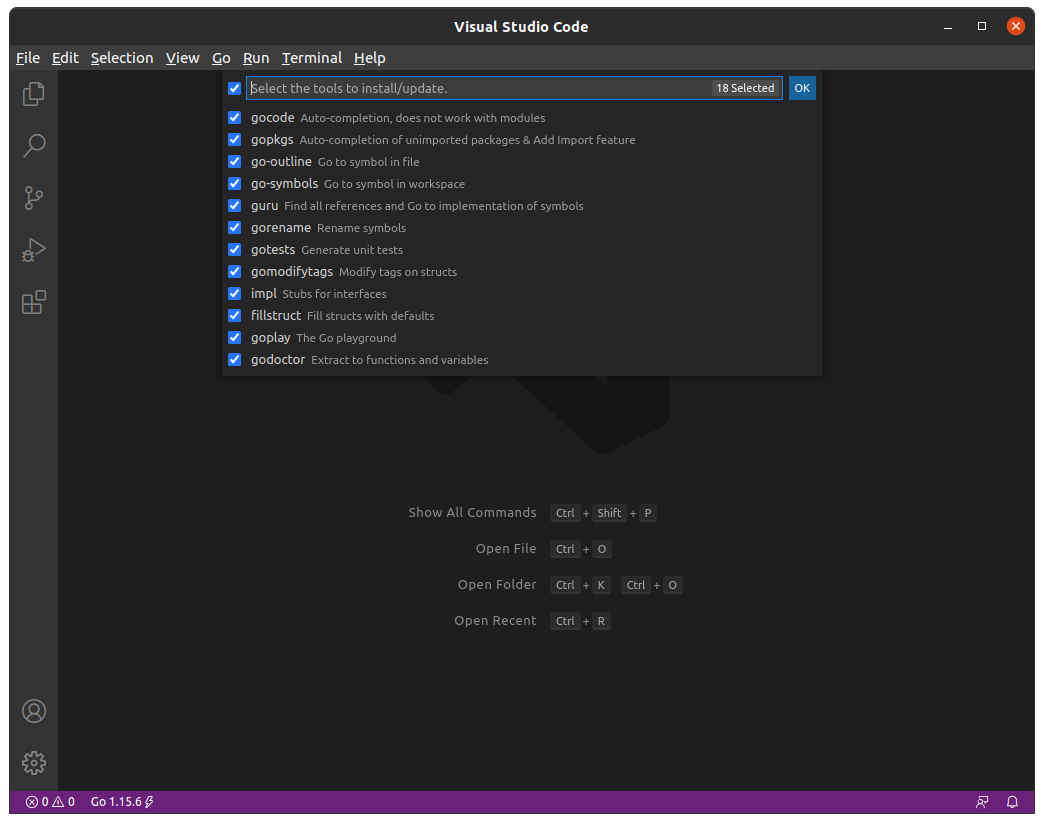 Visual Studio Code
File Edit Selection View Go Run Terminal Help
Select the tools to install/update. 18 Selected OK
gocode Auto-completion, does not work with modules
gopkgs Auto-completion of unimported packages & Add Import feature
go-outline Go to symbol in file
go-symbols Go to symbol in workspace
guru Find all references and Go to implementation of symbols
gorename Rename symbols
gotests Generate unit tests
gomodifytags Modify tags on structs
impl Stubs for interfaces
fillstruct Fill structs with defaults
goplay The Go playground
godoctor Extract to functions and variables
Show All Commands Ctrl + Shift + P
Open File Ctrl + O
Open Folder Ctrl + K Ctrl + O
Open Recent Ctrl + R
0 0 Go 1.15.6